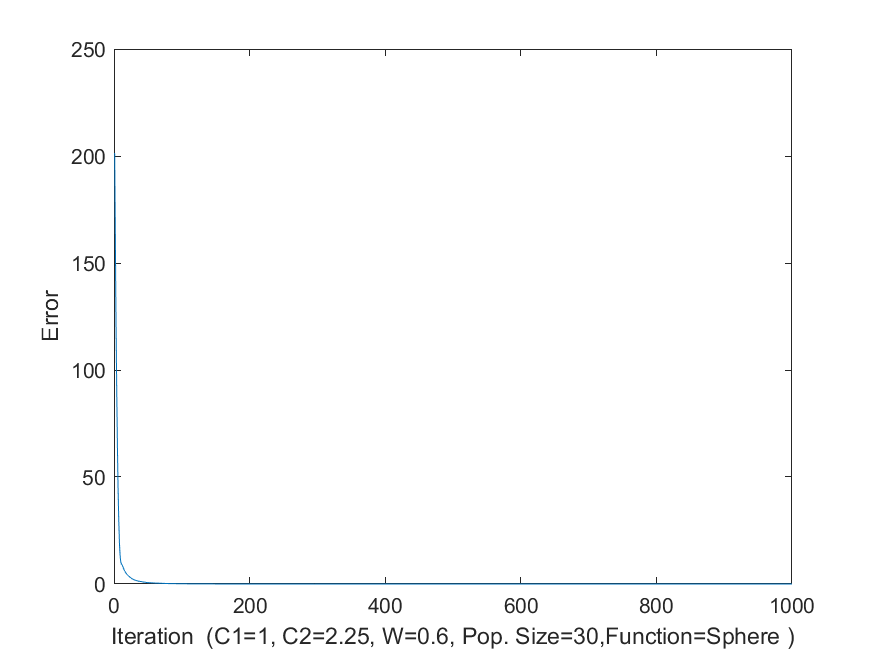 250
200
150
100
50
0
Error
0 200 400 600 800 1000
Iteration  (C1=1, C2=2.25, W=0.6, Pop. Size=30,Function=Sphere )